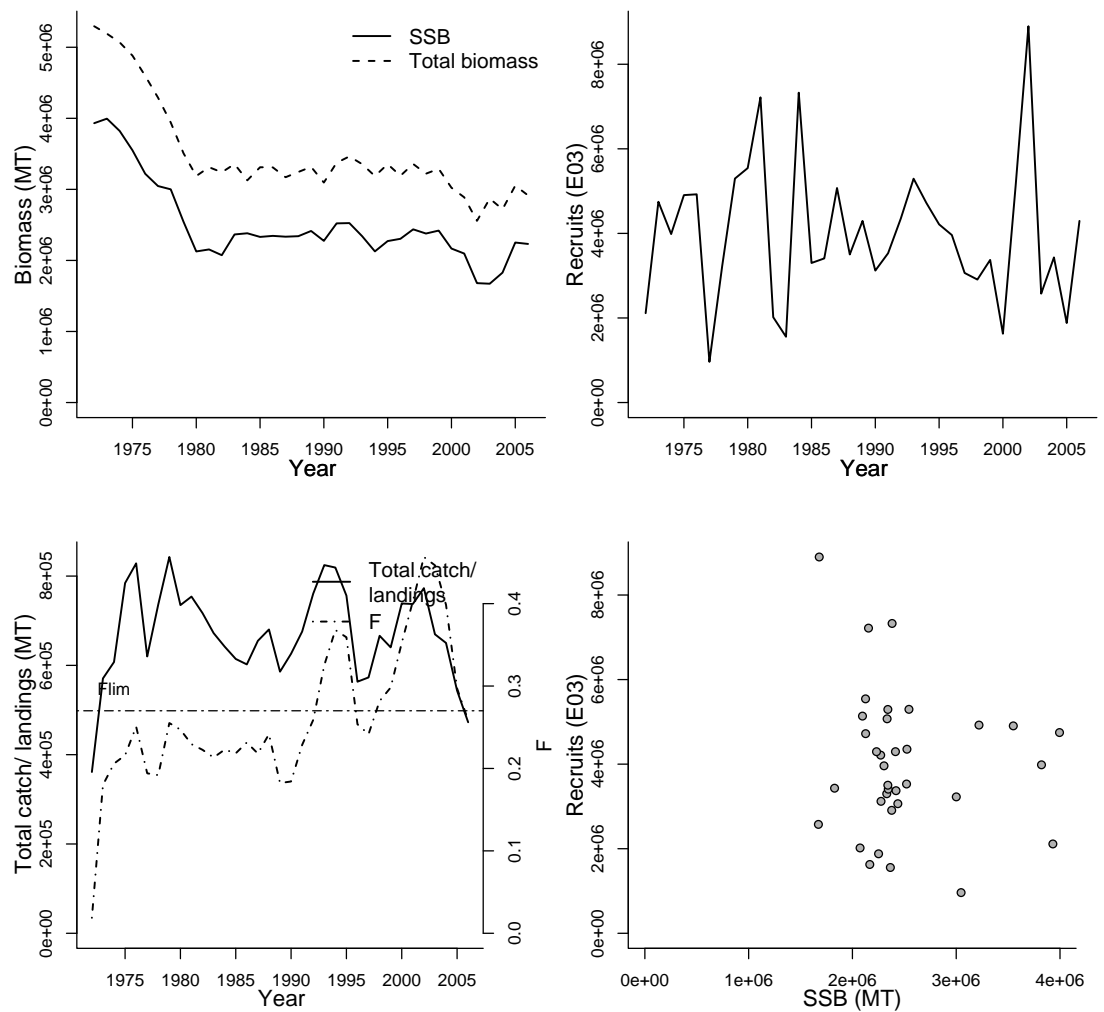 SSB
Total biomass
Biomass (MT)
0e+00
1e+06
2e+06
3e+06
4e+06
5e+06
1975
1980
1985
1990
1995
2000
2005
Year
Recruits (E03)
0e+00
2e+06
4e+06
6e+06
8e+06
1975
1980
1985
1990
1995
2000
2005
Year
Total catch/
landings
F
Flim
Total catch/ landings (MT)
0e+00
2e+05
4e+05
6e+05
8e+05
F
0.0
0.1
0.2
0.3
0.4
1975
1980
1985
1990
1995
2000
2005
Year
Recruits (E03)
0e+00
2e+06
4e+06
6e+06
8e+06
0e+00
1e+06
2e+06
3e+06
4e+06
SSB (MT)